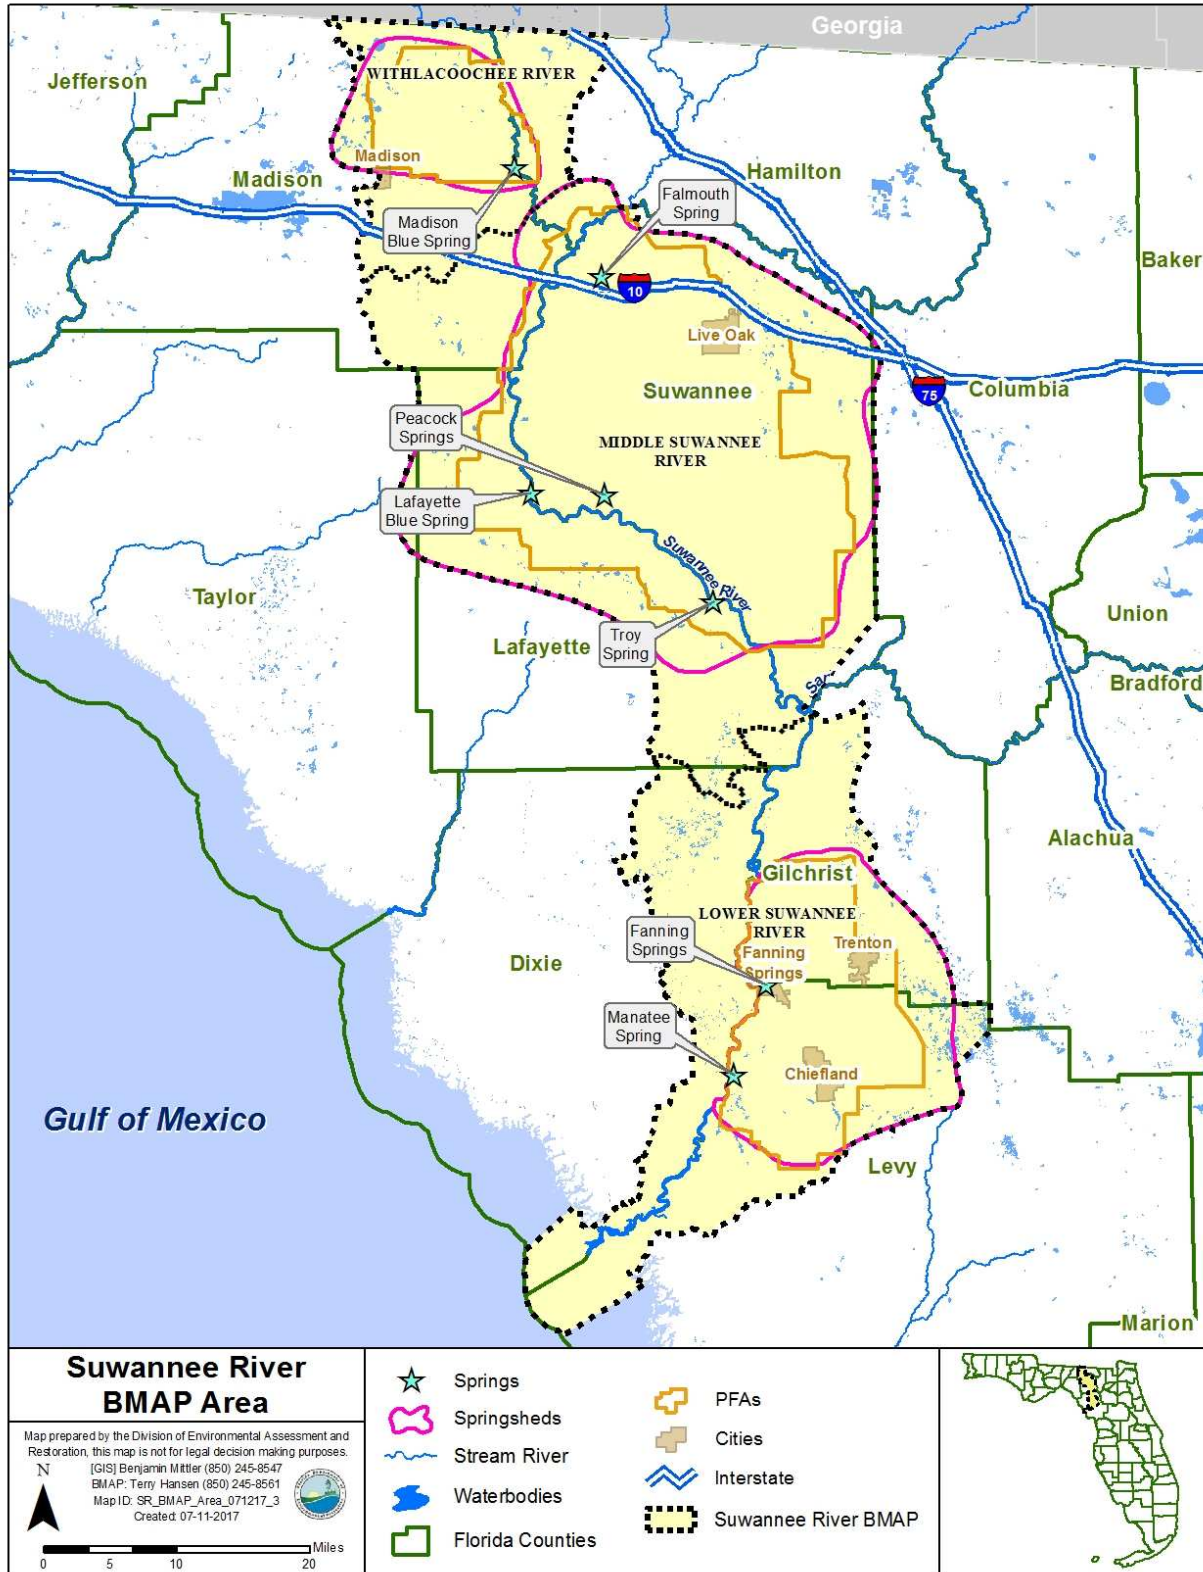 Georgia
Jefferson
WITHLACOOCHEE RIVER
Madison
Madison
Hamilton
Falmouth
Spring
Madison
Blue Spring
Baker
10
Live Oak
Suwannee
75
Columbia
Peacock
Springs
MIDDLE SUWANNEE
RIVER
Lafayette
Blue Spring
Suwannee River
Taylor
Union
Lafayette
Troy
Spring
Bradford
Sa
Alachua
Gilchrist
LOWER SUWANNEE
RIVER
Fanning
Springs
Trenton
Fanning
Springs
Dixie
Manatee
Spring
Chiefland
Gulf of Mexico
Levy
Marion
Suwannee River
BMAP Area
Map prepared by the Division of Environmental Assessment and
Restoration, this map is not for legal decision making purposes.
N
[GIS] Benjamin Mittler (850) 245-8547
BMAP: Terry Hansen (850) 245-8561
Map ID: SR_BMAP_Area_071217_3
Created: 07-11-2017
Miles
0 5 10 20
Springs
Springsheds
Stream River
Waterbodies
Florida Counties
PFAs
Cities
Interstate
Suwannee River BMAP